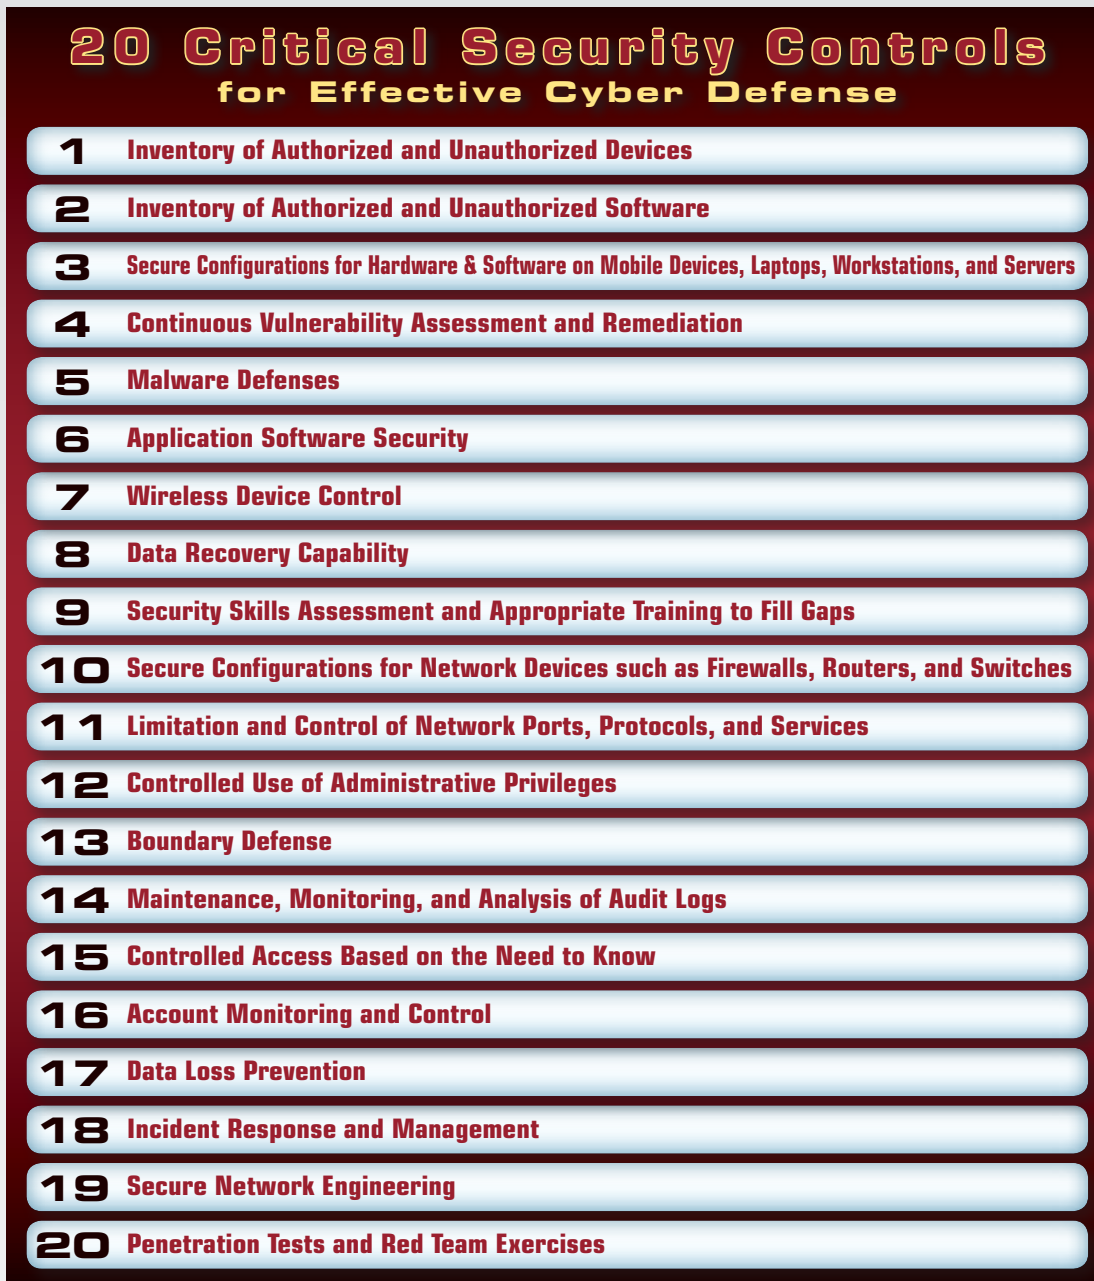 20 Critical Security Controls
for Effective Cyber Defense
1 Inventory of Authorized and Unauthorized Devices
2 Inventory of Authorized and Unauthorized Software
3 Secure Configurations for Hardware & Software on Mobile Devices, Laptops, Workstations, and Servers
4 Continuous Vulnerability Assessment and Remediation
5 Malware Defenses
6 Application Software Security
7 Wireless Device Control
8 Data Recovery Capability
9 Security Skills Assessment and Appropriate Training to Fill Gaps
10 Secure Configurations for Network Devices such as Firewalls, Routers, and Switches
11 Limitation and Control of Network Ports, Protocols, and Services
12 Controlled Use of Administrative Privileges
13 Boundary Defense
14 Maintenance, Monitoring, and Analysis of Audit Logs
15 Controlled Access Based on the Need to Know
16 Account Monitoring and Control
17 Data Loss Prevention
18 Incident Response and Management
19 Secure Network Engineering
20 Penetration Tests and Red Team Exercises